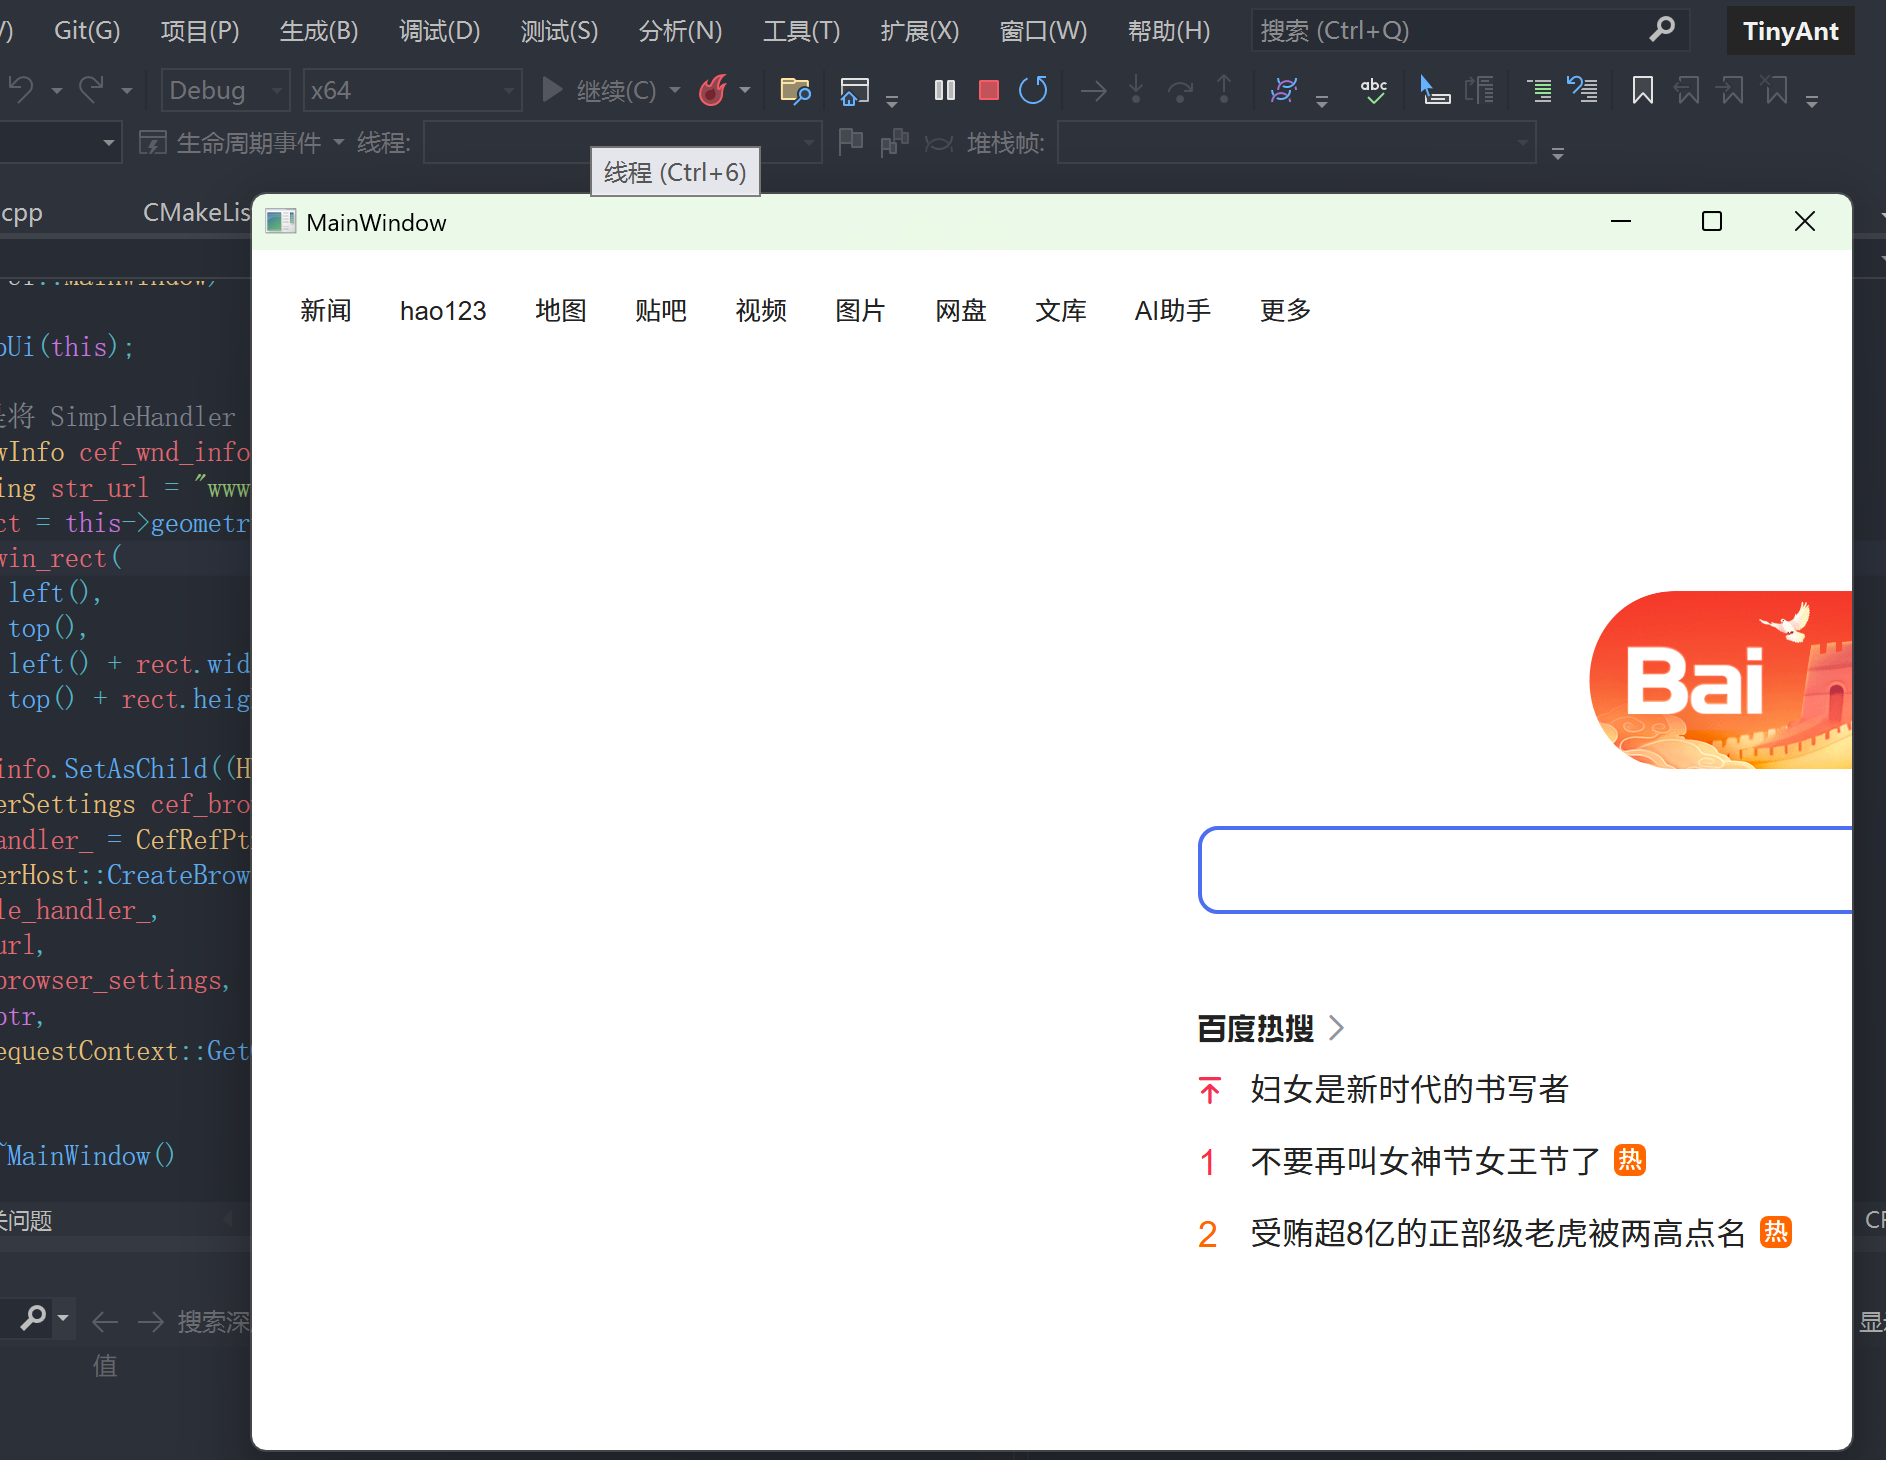 Git(G) 项目(P) 生成(B) 调试(D) 测试(S) 分析(N) 工具(T) 扩展(X) 窗口(W) 帮助(H) 搜索 (Ctrl+Q) TinyAnt
Debug x64 继续(C) abc
生命周期事件 线程: 堆栈帧:
线程 (Ctrl+6)
cpp CMakeLis
MainWindow
新闻 hao123 地图 贴吧 视频 图片 网盘 文库 AI助手 更多
pUi(this);
将 SimpleHandler
wInfo cef_wnd_info
ing str_url = "www
ct = this->geometr
win_rect(
left(),
top(),
left() + rect.wid
top() + rect.heig
Bai
info.SetAsChild((H
erSettings cef_bro
andler_ = CefRefPt
erHost::CreateBrow
le_handler_,
url,
browser_settings,
ptr,
equestContext::Get
~MainWindow()
百度热搜
妇女是新时代的书写者
1 不要再叫女神节女王节了 热
2 受贿超8亿的正部级老虎被两高点名 热
关问题
搜索深
值